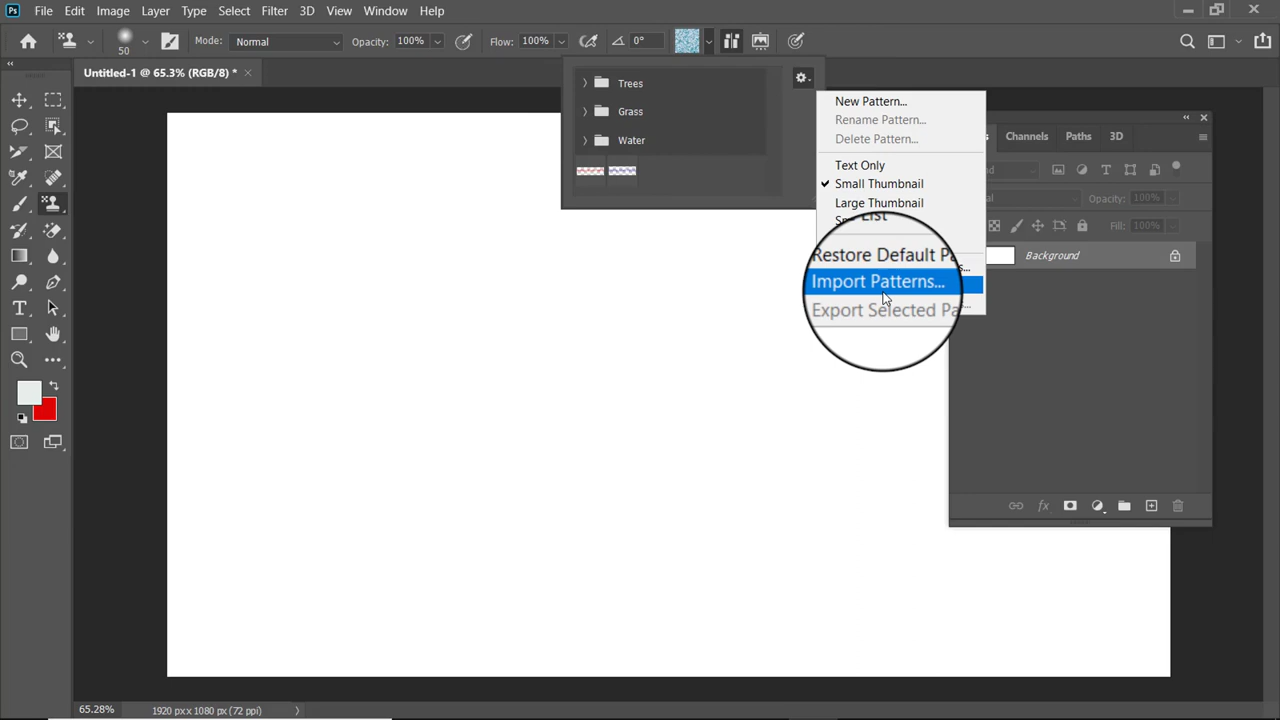 Ps File Edit Image Layer Type Select Filter 3D View Window Help
50 Mode: Normal Opacity: 100% Flow: 100% 0°
Untitled-1 @ 65.3% (RGB/8) *
Trees
Grass
Water
New Pattern...
Rename Pattern...
Delete Pattern...
Text Only
Small Thumbnail
Large Thumbnail
List
Restore Default
Import Patterns...
Export Selected
Channels Paths 3D
Opacity: 100%
Fill: 100%
Background
65.28% 1920 px x 1080 px (72 ppi)